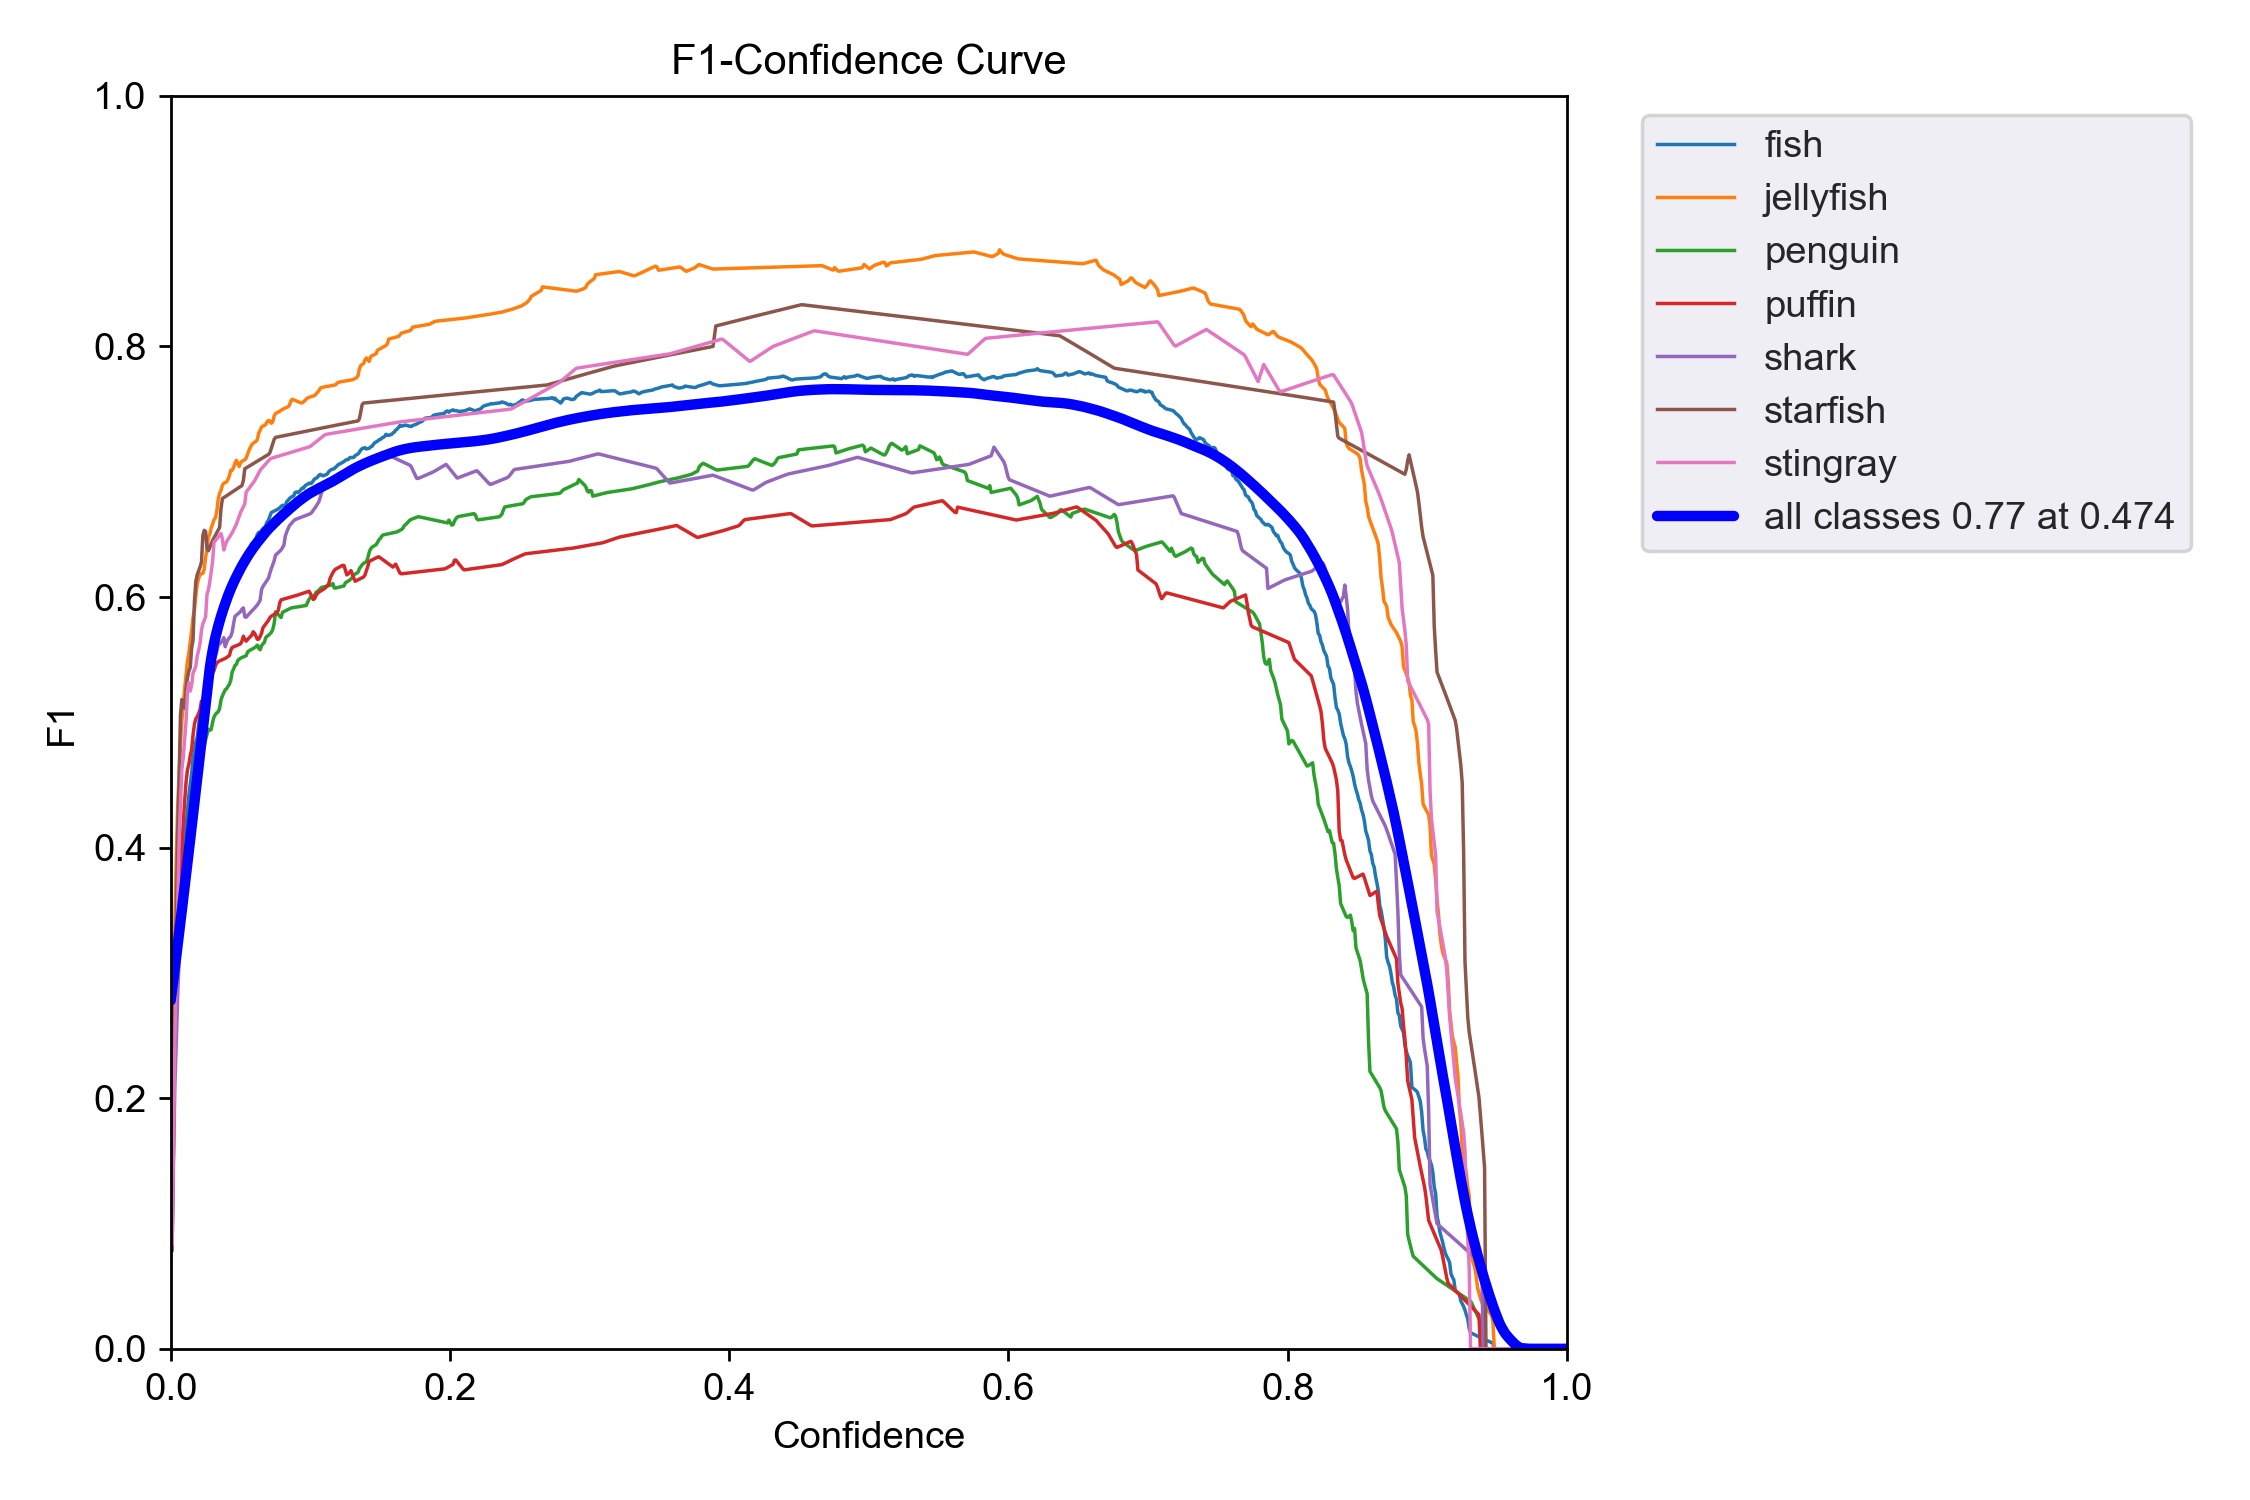 F1-Confidence Curve
1.0
0.8
0.6
0.4
0.2
0.0
F1
0.0 0.2 0.4 0.6 0.8 1.0
Confidence
fish
jellyfish
penguin
puffin
shark
starfish
stingray
all classes 0.77 at 0.474